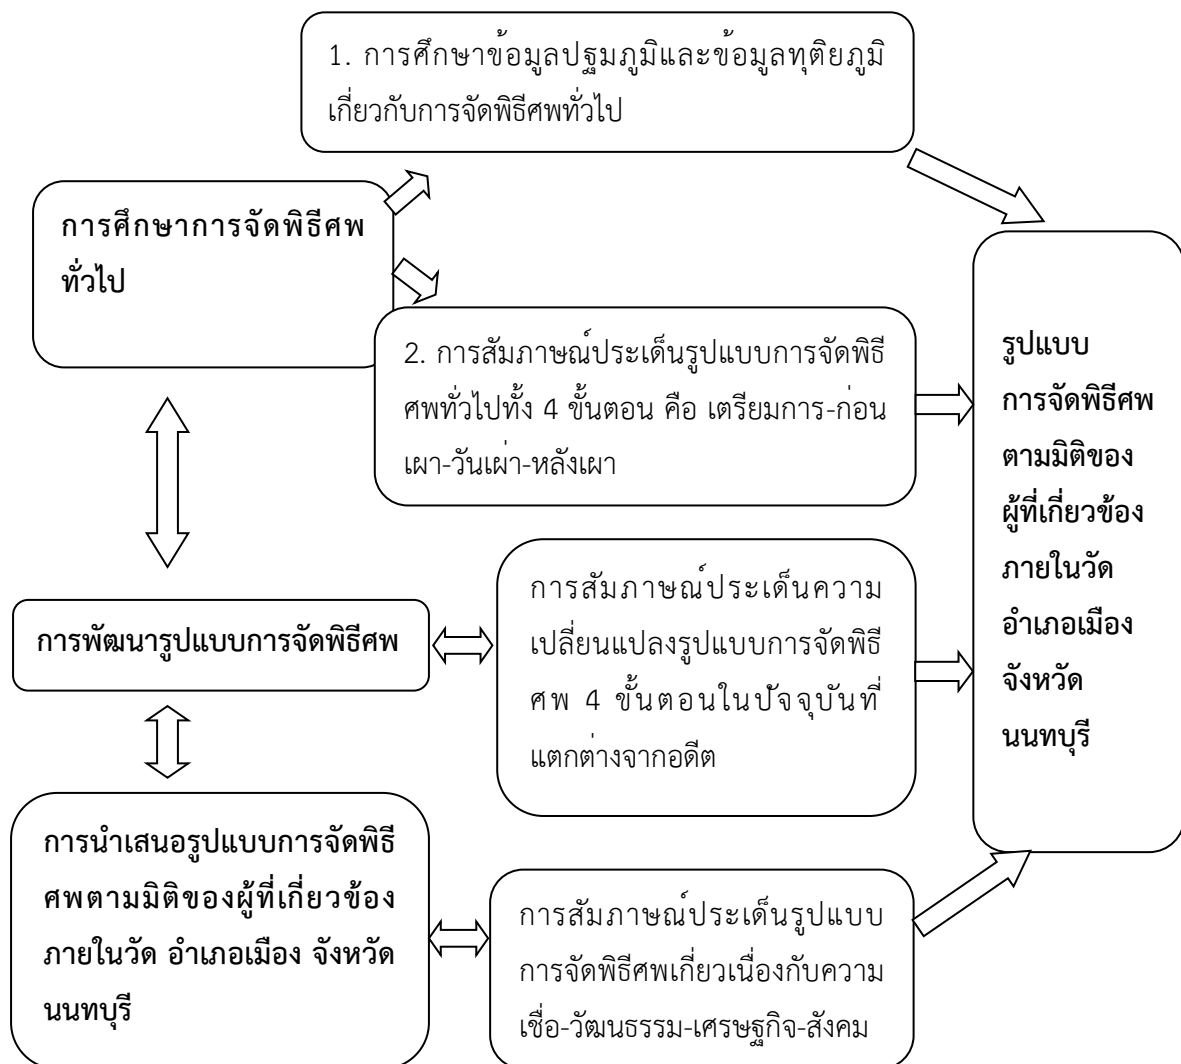 1. การศึกษาข้อมูลปฐมภูมิและข้อมูลทุติยภูมิ
เกี่ยวกับการจัดพิธีศพทั่วไป
การศึกษาการจัดพิธีศพ
ทั่วไป
2. การสัมภาษณ์ประเด็นรูปแบบการจัดพิธี
ศพทั่วไปทั้ง 4 ขั้นตอน คือ เตรียมการ-ก่อน
เผา-วันเผ่า-หลังเผา
รูปแบบ
การจัดพิธีศพ
ตามมิติของ
ผู้ที่เกี่ยวข้อง
ภายในวัด
อำเภอเมือง
จังหวัด
นนทบุรี
การพัฒนารูปแบบการจัดพิธีศพ
การสัมภาษณ์ประเด็นความ
เปลี่ยนแปลงรูปแบบการจัดพิธี
ศพ 4 ขั้นตอนในปัจจุบันที่
แตกต่างจากอดีต
การนำเสนอรูปแบบการจัดพิธี
ศพตามมิติของผู้ที่เกี่ยวข้อง
ภายในวัด อำเภอเมือง จังหวัด
นนทบุรี
การสัมภาษณ์ประเด็นรูปแบบ
การจัดพิธีศพเกี่ยวเนื่องกับความ
เชื่อ-วัฒนธรรม-เศรษฐกิจ-สังคม